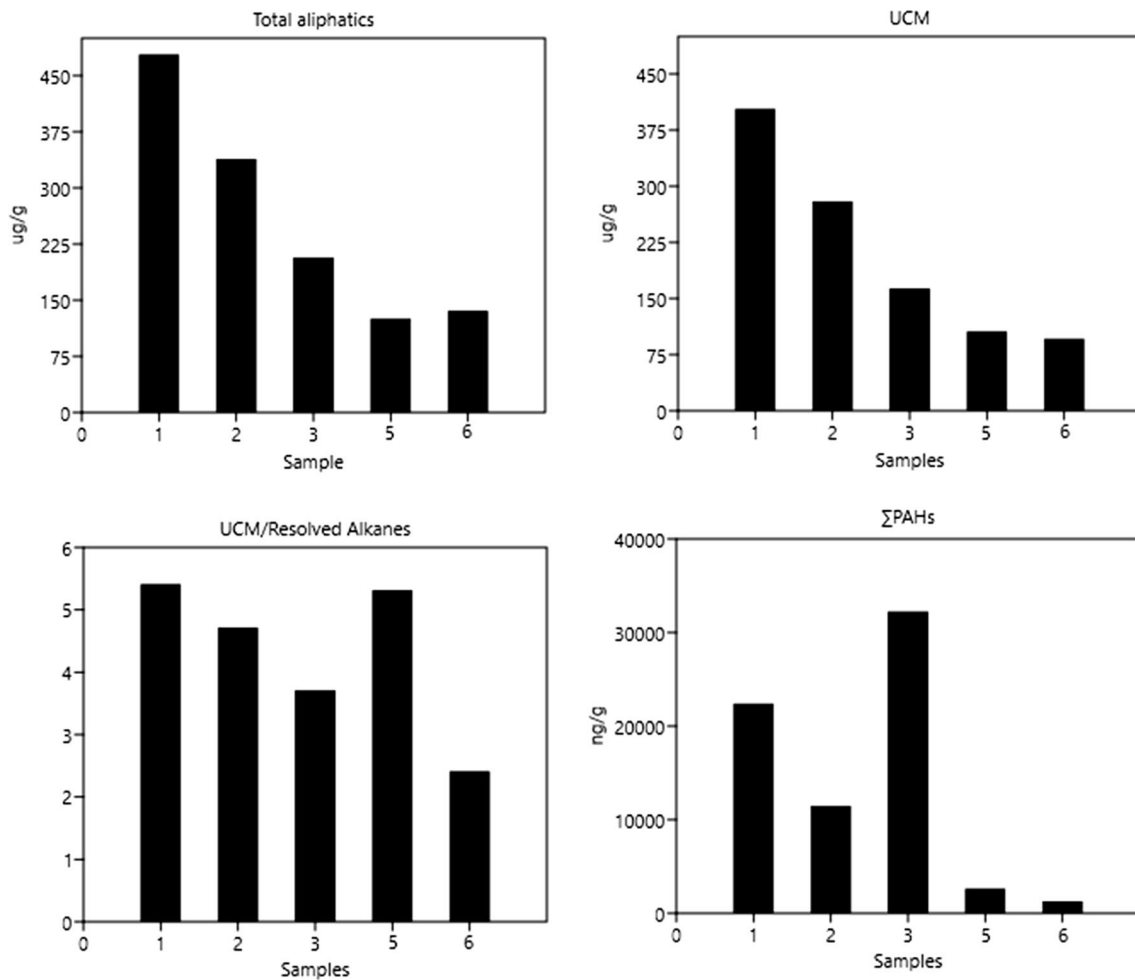 Total aliphatics
450
375
300
225
150
75
0
ug/g
0 1 2 3 5 6
Sample
UCM
450
375
300
225
150
75
0
ug/g
0 1 2 3 5 6
Samples
UCM/Resolved Alkanes
6
5
4
3
2
1
0
0 1 2 3 5 6
Samples
∑PAHs
40000
30000
20000
10000
0
ng/g
0 1 2 3 5 6
Samples